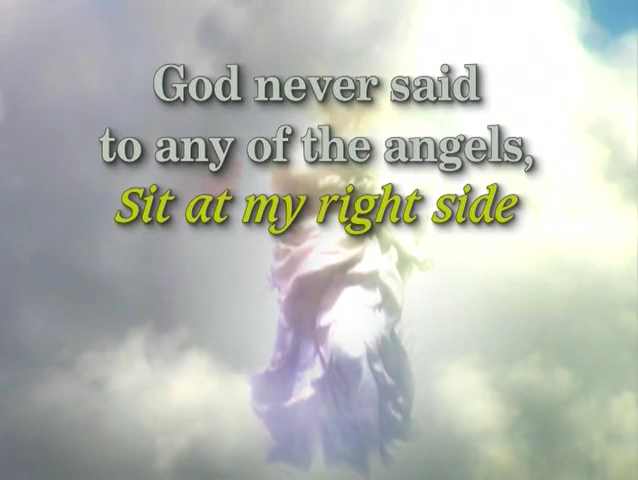 God never said
to any of the angels,
Sit at my right side